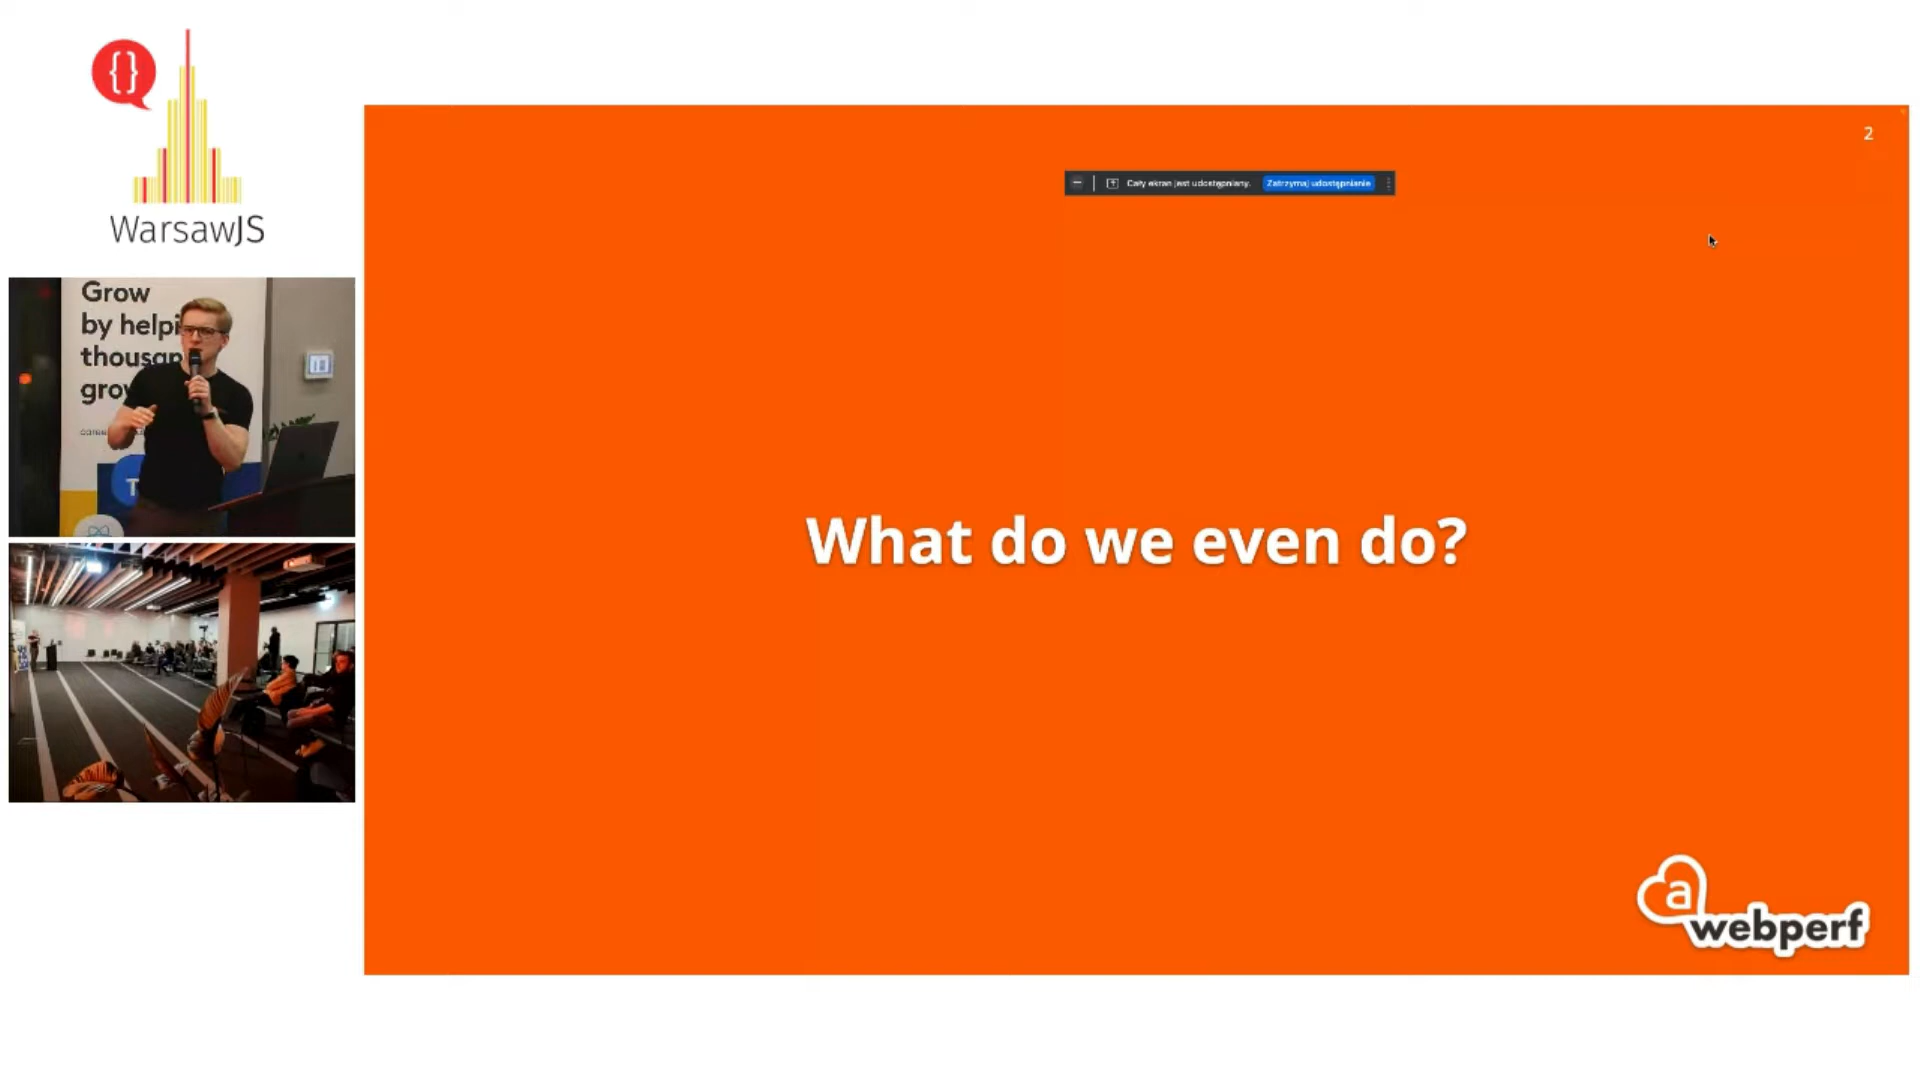 {}
WarsawJS
Grow
by helpi
thousan
grow
caree
T
2
Cały ekran jest udostępniany.
Zatrzymaj udostępnianie
What do we even do?
a
webperf